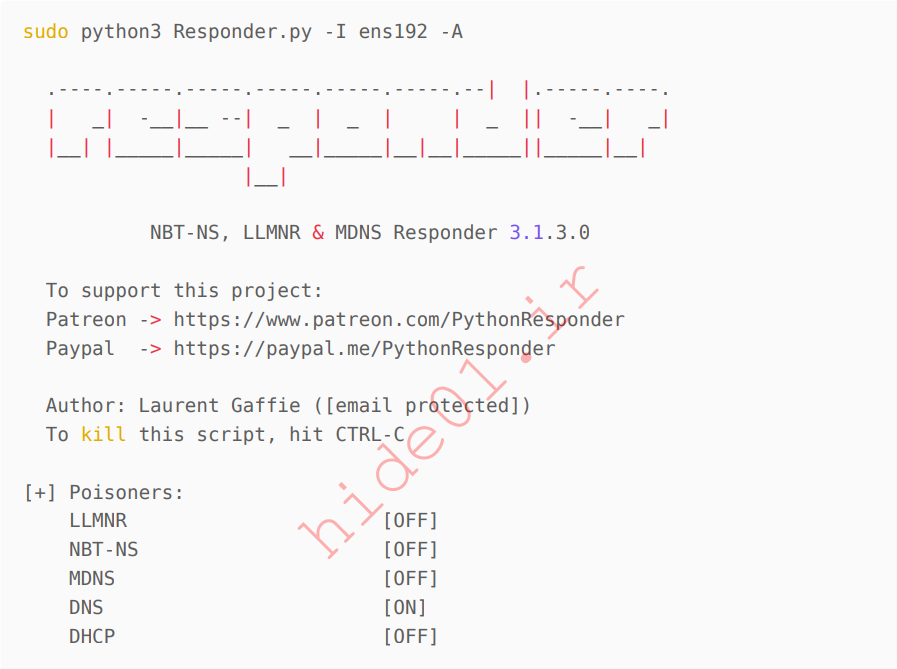 sudo python3 Responder.py -I ens192 -A
.----.-----.-----.-----.-----.-----.--|  |.-----.----.
|   _|  -__|__ --|  _  |  _  |     |  _  ||  -__|   _|
|__| |_____|_____|   __|_____|__|__|_____||_____|__|
                 |__|
NBT-NS, LLMNR & MDNS Responder 3.1.3.0
To support this project:
Patreon -> https://www.patreon.com/PythonResponder
Paypal  -> https://paypal.me/PythonResponder
Author: Laurent Gaffie ([email protected])
To kill this script, hit CTRL-C
[+] Poisoners:
LLMNR [OFF]
NBT-NS [OFF]
MDNS [OFF]
DNS [ON]
DHCP [OFF]
hide01.ir